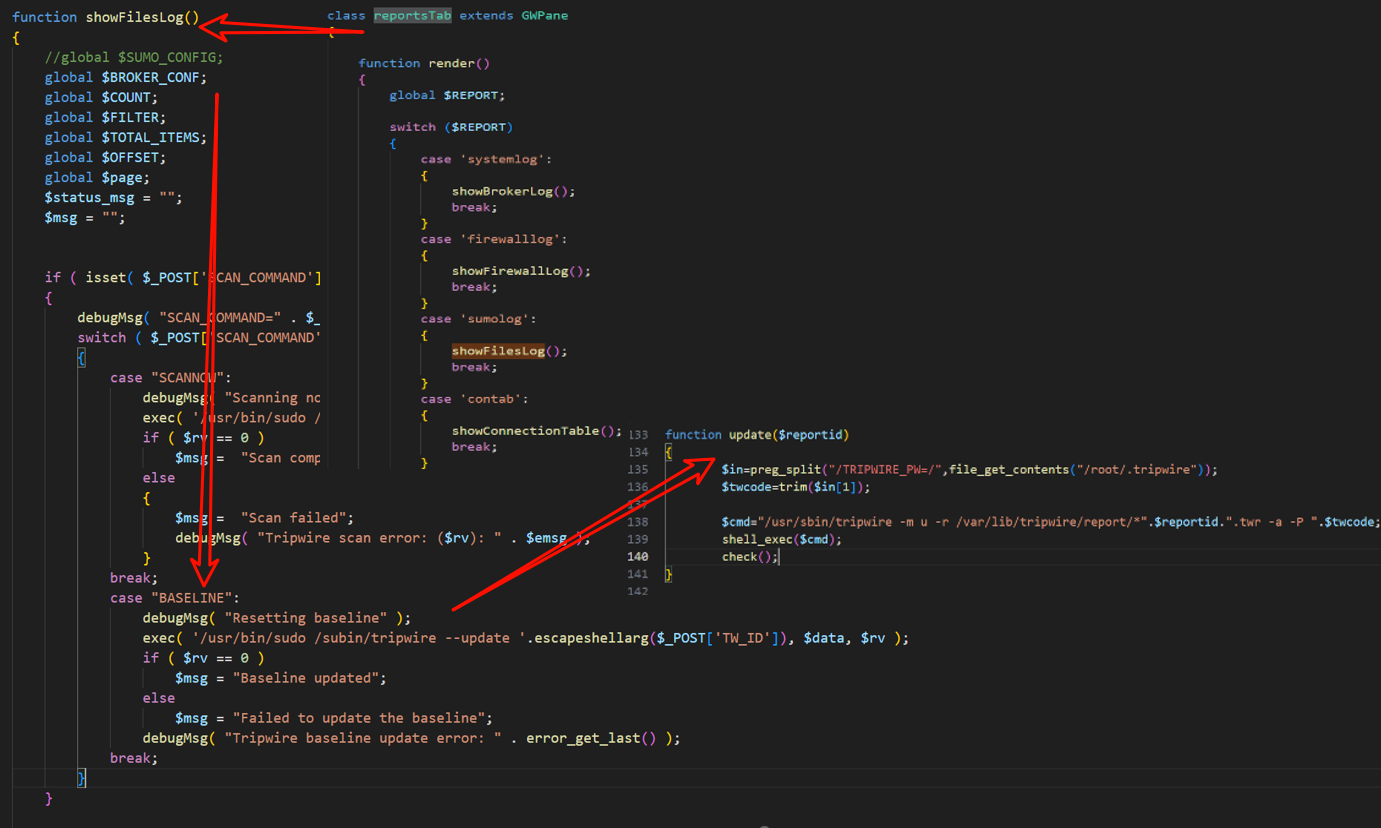 function showFilesLog()
{
//global $SUMO_CONFIG;
global $BROKER_CONF;
global $COUNT;
global $FILTER;
global $TOTAL_ITEMS;
global $OFFSET;
global $page;
$status_msg = "";
$msg = "";
if ( isset( $_POST['SCAN_COMMAND']
{
debugMsg( "SCAN_COMMAND=" . $_
switch ( $_POST['SCAN_COMMAND'
{
case "SCANNOW":
debugMsg( "Scanning no
exec( '/usr/bin/sudo /
if ( $rv == 0 )
$msg = "Scan comp
else
{
$msg = "Scan failed";
debugMsg( "Tripwire scan error: ($rv): " . $emsg );
}
break;
case "BASELINE":
debugMsg( "Resetting baseline" );
exec( '/usr/bin/sudo /subin/tripwire --update '.escapeshellarg($_POST['TW_ID']), $data, $rv );
if ( $rv == 0 )
$msg = "Baseline updated";
else
$msg = "Failed to update the baseline";
debugMsg( "Tripwire baseline update error: " . error_get_last() );
break;
}
}
class reportsTab extends GWPane
{
function render()
{
global $REPORT;
switch ($REPORT)
{
case 'systemlog':
{
showBrokerLog();
break;
}
case 'firewalllog':
{
showFirewallLog();
break;
}
case 'sumolog':
{
showFilesLog();
break;
}
case 'contab':
{
showConnectionTable();
break;
}
133 function update($reportid)
134 {
135 $in=preg_split("/TRIPWIRE_PW=/",file_get_contents("/root/.tripwire"));
136 $twcode=trim($in[1]);
137
138 $cmd="/usr/sbin/tripwire -m u -r /var/lib/tripwire/report/*".$reportid.".twr -a -P ".$twcode;
139 shell_exec($cmd);
140 check();
141 }
142